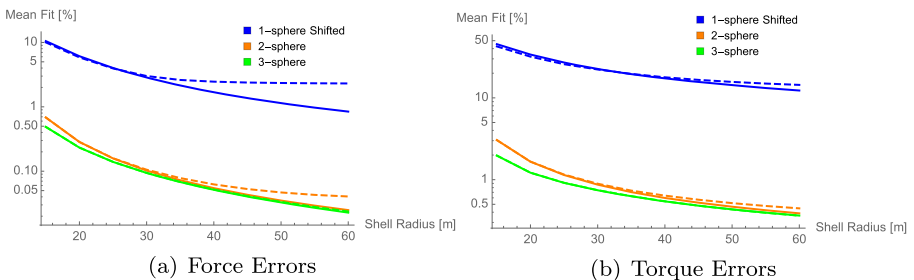 Mean Fit [%]
1-sphere Shifted
2-sphere
3-sphere
10
5
1
0.50
0.10
0.05
20
30
40
50
60
Shell Radius [m]
(a) Force Errors
Mean Fit [%]
1-sphere Shifted
2-sphere
3-sphere
50
10
5
1
0.5
20
30
40
50
60
Shell Radius [m]
(b) Torque Errors